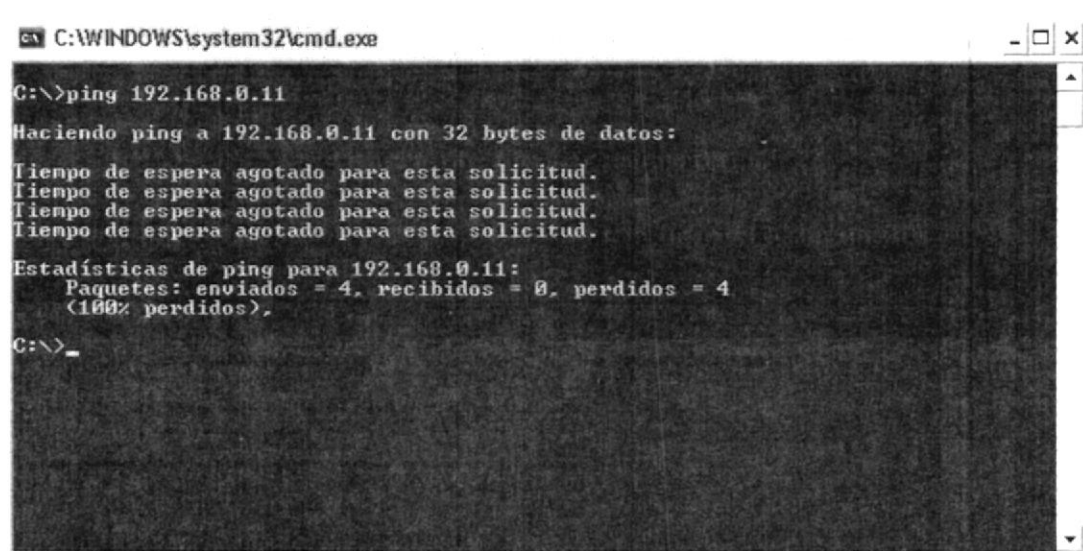 C:\WINDOWS\system32\cmd.exe
C:\>ping 192.168.0.11
Haciendo ping a 192.168.0.11 con 32 bytes de datos:
Tiempo de espera agotado para esta solicitud.
Tiempo de espera agotado para esta solicitud.
Tiempo de espera agotado para esta solicitud.
Tiempo de espera agotado para esta solicitud.
Estadísticas de ping para 192.168.0.11:
Paquetes: enviados = 4, recibidos = 0, perdidos = 4
(100% perdidos),
C:\>_